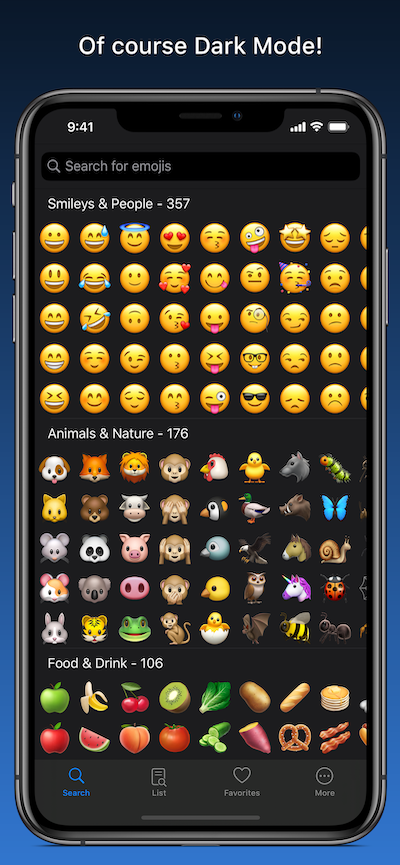 Of course Dark Mode!
9:41
Search for emojis
Smileys & People - 357
Animals & Nature - 176
Food & Drink - 106
Search
List
Favorites
More